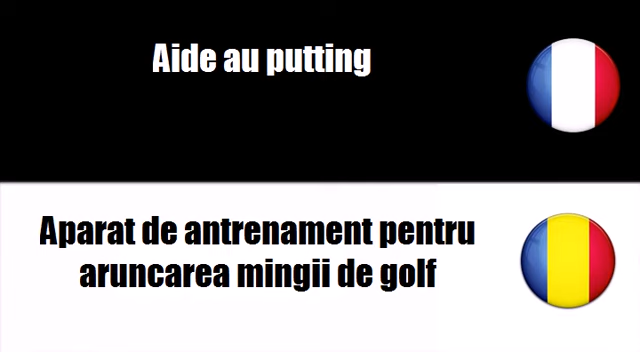 Aide au putting
Aparat de antrenament pentru
aruncarea mingii de golf